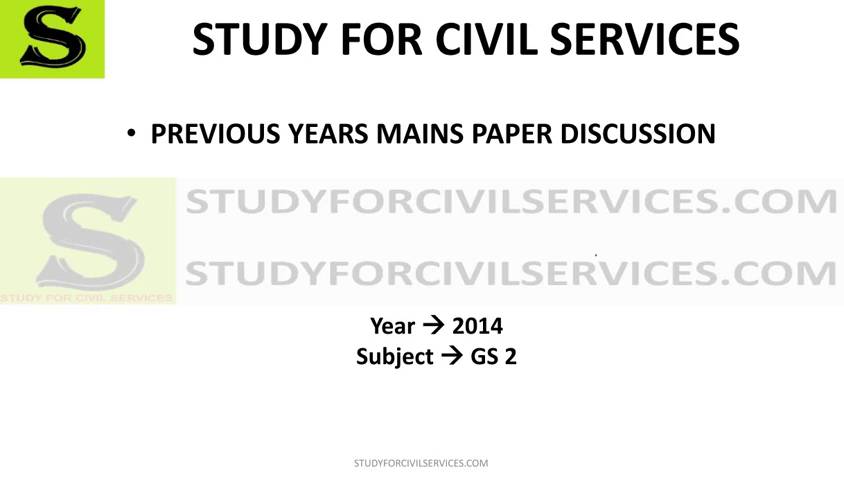 S
STUDY FOR CIVIL SERVICES
• PREVIOUS YEARS MAINS PAPER DISCUSSION
S
STUDYFORCIVILSERVICES.COM
STUDYFORCIVILSERVICES.COM
STUDY FOR CIVIL SERVICES
Year → 2014
Subject → GS 2
STUDYFORCIVILSERVICES.COM